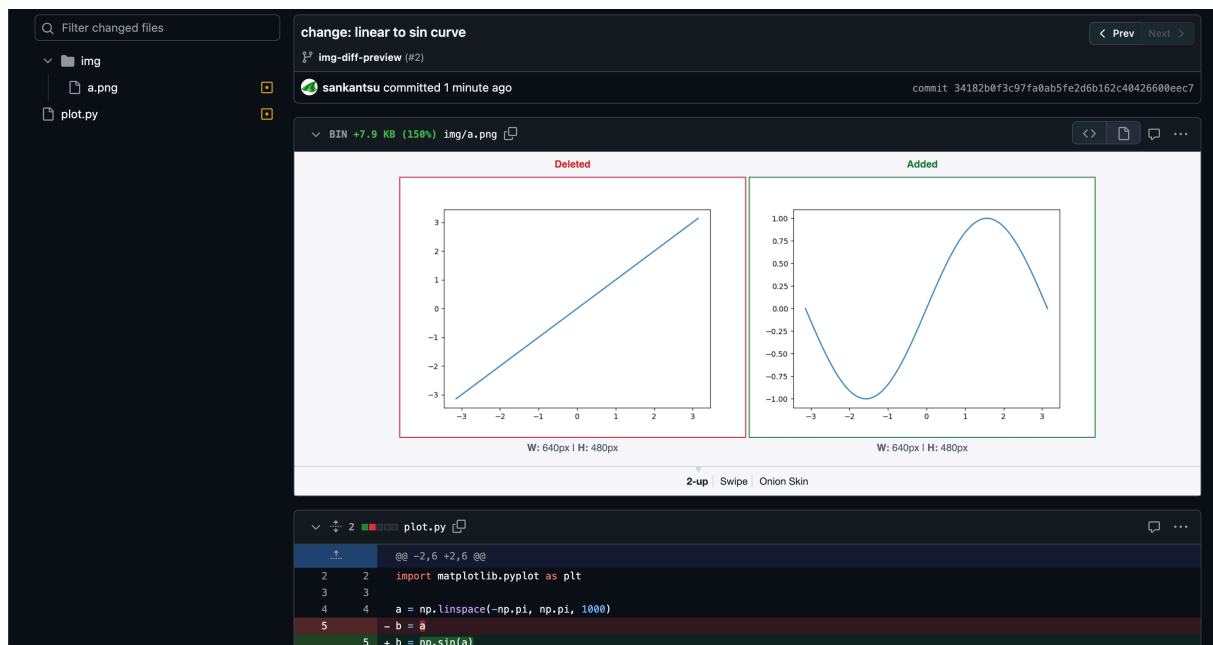 Filter changed files
img
a.png
plot.py
change: linear to sin curve
Prev Next
img-diff-preview (#2)
sankantsu committed 1 minute ago
commit 34182b0f3c97fa0ab5fe2d6b162c40426600eec7
BIN +7.9 KB (150%) img/a.png
Deleted
3
2
1
0
−1
−2
−3
−3 −2 −1 0 1 2 3
W: 640px | H: 480px
Added
1.00
0.75
0.50
0.25
0.00
−0.25
−0.50
−0.75
−1.00
−3 −2 −1 0 1 2 3
W: 640px | H: 480px
2-up Swipe Onion Skin
2 plot.py
@@ -2,6 +2,6 @@
2 2 import matplotlib.pyplot as plt
3 3
4 4 a = np.linspace(-np.pi, np.pi, 1000)
5 - b = a
5 + b = np.sin(a)